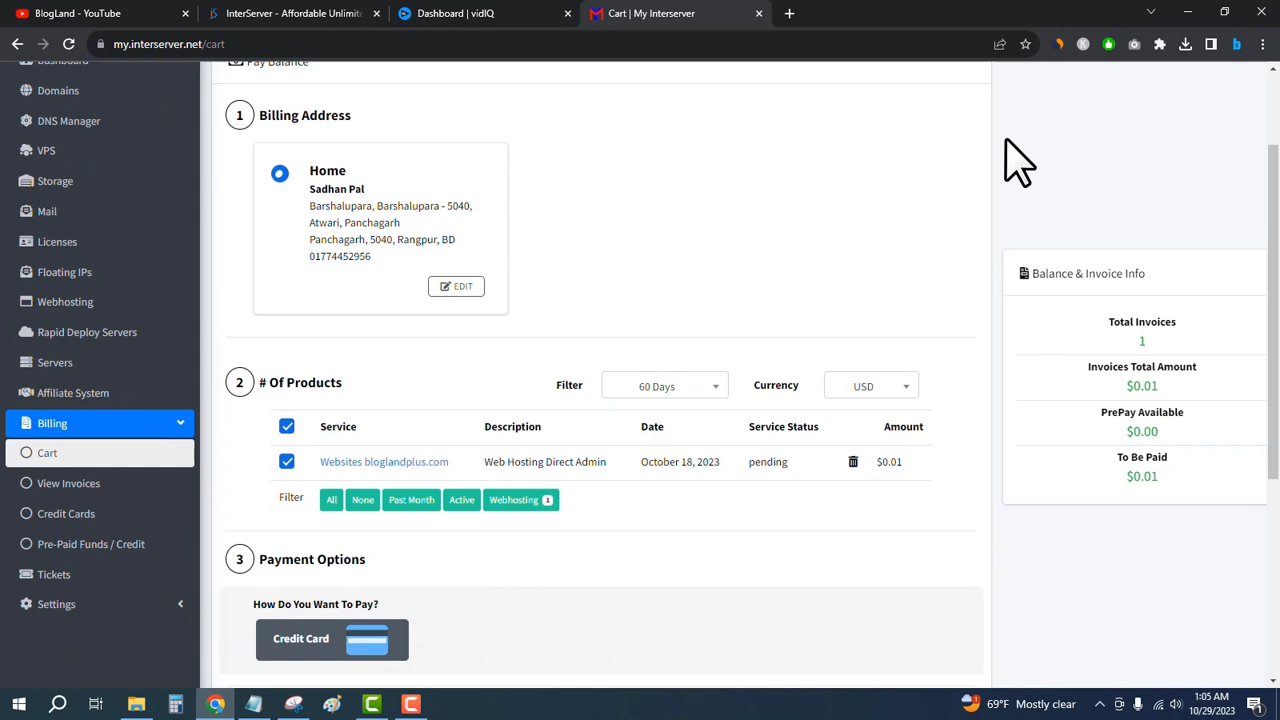 BlogLand - YouTube
InterServer - Affordable Unlimite
Dashboard | vidIQ
Cart | My Interserver
my.interserver.net/cart
Dashboard
Pay Balance
Domains
DNS Manager
VPS
Storage
Mail
Licenses
Floating IPs
Webhosting
Rapid Deploy Servers
Servers
Affiliate System
Billing
Cart
View Invoices
Credit Cards
Pre-Paid Funds / Credit
Tickets
Settings
1 Billing Address
Home
Sadhan Pal
Barshalupara, Barshalupara - 5040,
Atwari, Panchagarh
Panchagarh, 5040, Rangpur, BD
01774452956
EDIT
2 # Of Products Filter 60 Days Currency USD
Service Description Date Service Status Amount
Websites bloglandplus.com Web Hosting Direct Admin October 18, 2023 pending $0.01
Filter All None Past Month Active Webhosting 1
3 Payment Options
How Do You Want To Pay?
Credit Card
Balance & Invoice Info
Total Invoices
1
Invoices Total Amount
$0.01
PrePay Available
$0.00
To Be Paid
$0.01
69°F Mostly clear
1:05 AM
10/29/2023